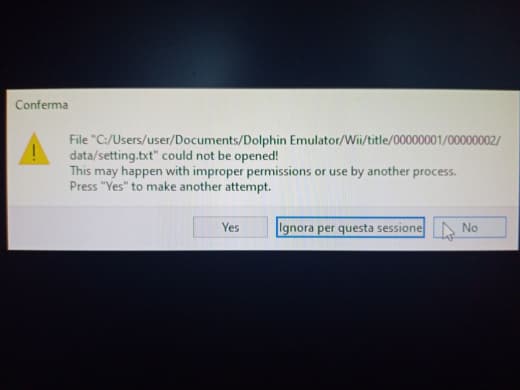 Conferma
File "C:/Users/user/Documents/Dolphin Emulator/Wii/title/00000001/00000002/
data/setting.txt" could not be opened!
This may happen with improper permissions or use by another process.
Press "Yes" to make another attempt.
Yes
Ignora per questa sessione
No